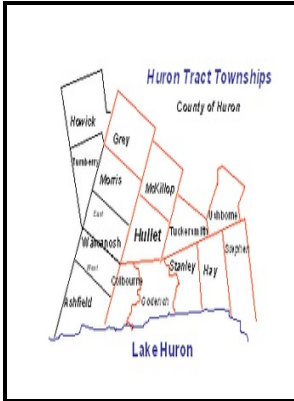 Huron Tract Townships
County of Huron
Howick
Grey
Turnberry
Morris
McKillop
East
Usborne
Wawanosh
Hullet
Tuckersmith
Stephen
West
Stanley
Hay
Colbourne
Ashfield
Goderich
Lake Huron